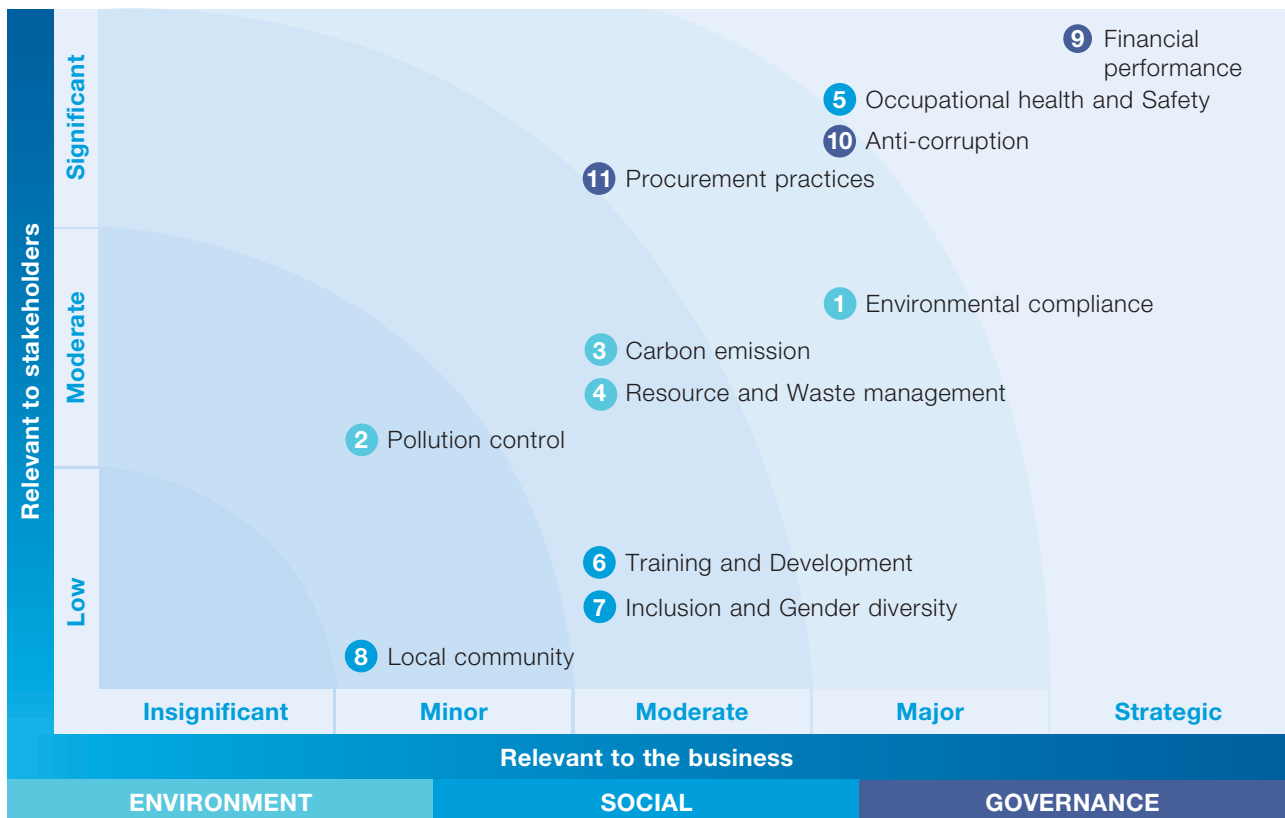 Relevant to stakeholders
Significant
Moderate
Low
9 Financial
performance
5 Occupational health and Safety
10 Anti-corruption
11 Procurement practices
1 Environmental compliance
3 Carbon emission
4 Resource and Waste management
2 Pollution control
6 Training and Development
7 Inclusion and Gender diversity
8 Local community
Insignificant Minor Moderate Major Strategic
Relevant to the business
ENVIRONMENT SOCIAL GOVERNANCE